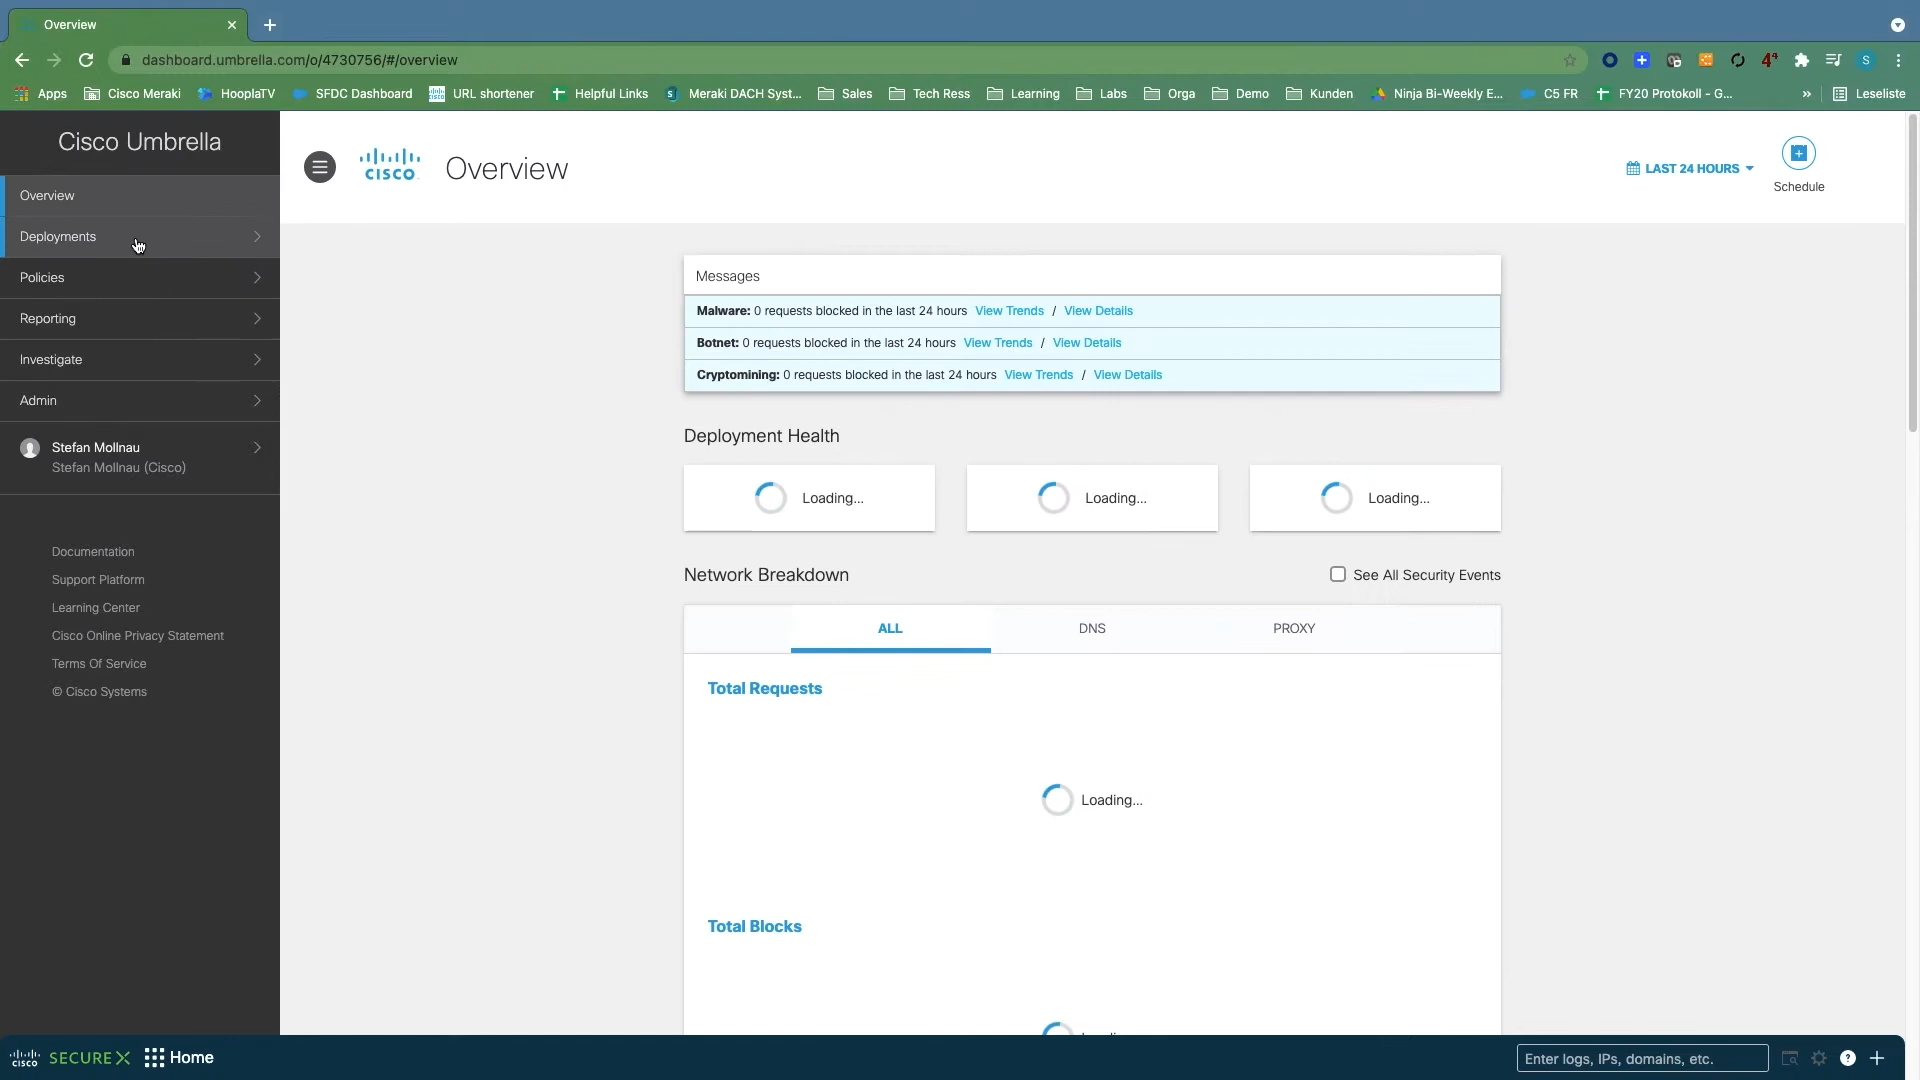 Overview
dashboard.umbrella.com/o/4730756/#/overview
Apps Cisco Meraki HooplaTV SFDC Dashboard URL shortener Helpful Links Meraki DACH Syst... Sales Tech Ress Learning Labs Orga Demo Kunden Ninja Bi-Weekly E... C5 FR FY20 Protokoll - G... » Leseliste
Cisco Umbrella
Overview
Deployments
Policies
Reporting
Investigate
Admin
Stefan Mollnau
Stefan Mollnau (Cisco)
Documentation
Support Platform
Learning Center
Cisco Online Privacy Statement
Terms Of Service
© Cisco Systems
CISCO Overview
LAST 24 HOURS
Schedule
Messages
Malware: 0 requests blocked in the last 24 hours View Trends / View Details
Botnet: 0 requests blocked in the last 24 hours View Trends / View Details
Cryptomining: 0 requests blocked in the last 24 hours View Trends / View Details
Deployment Health
Loading... Loading... Loading...
Network Breakdown See All Security Events
ALL DNS PROXY
Total Requests
Loading...
Total Blocks
CISCO SECUREX Home Enter logs, IPs, domains, etc.